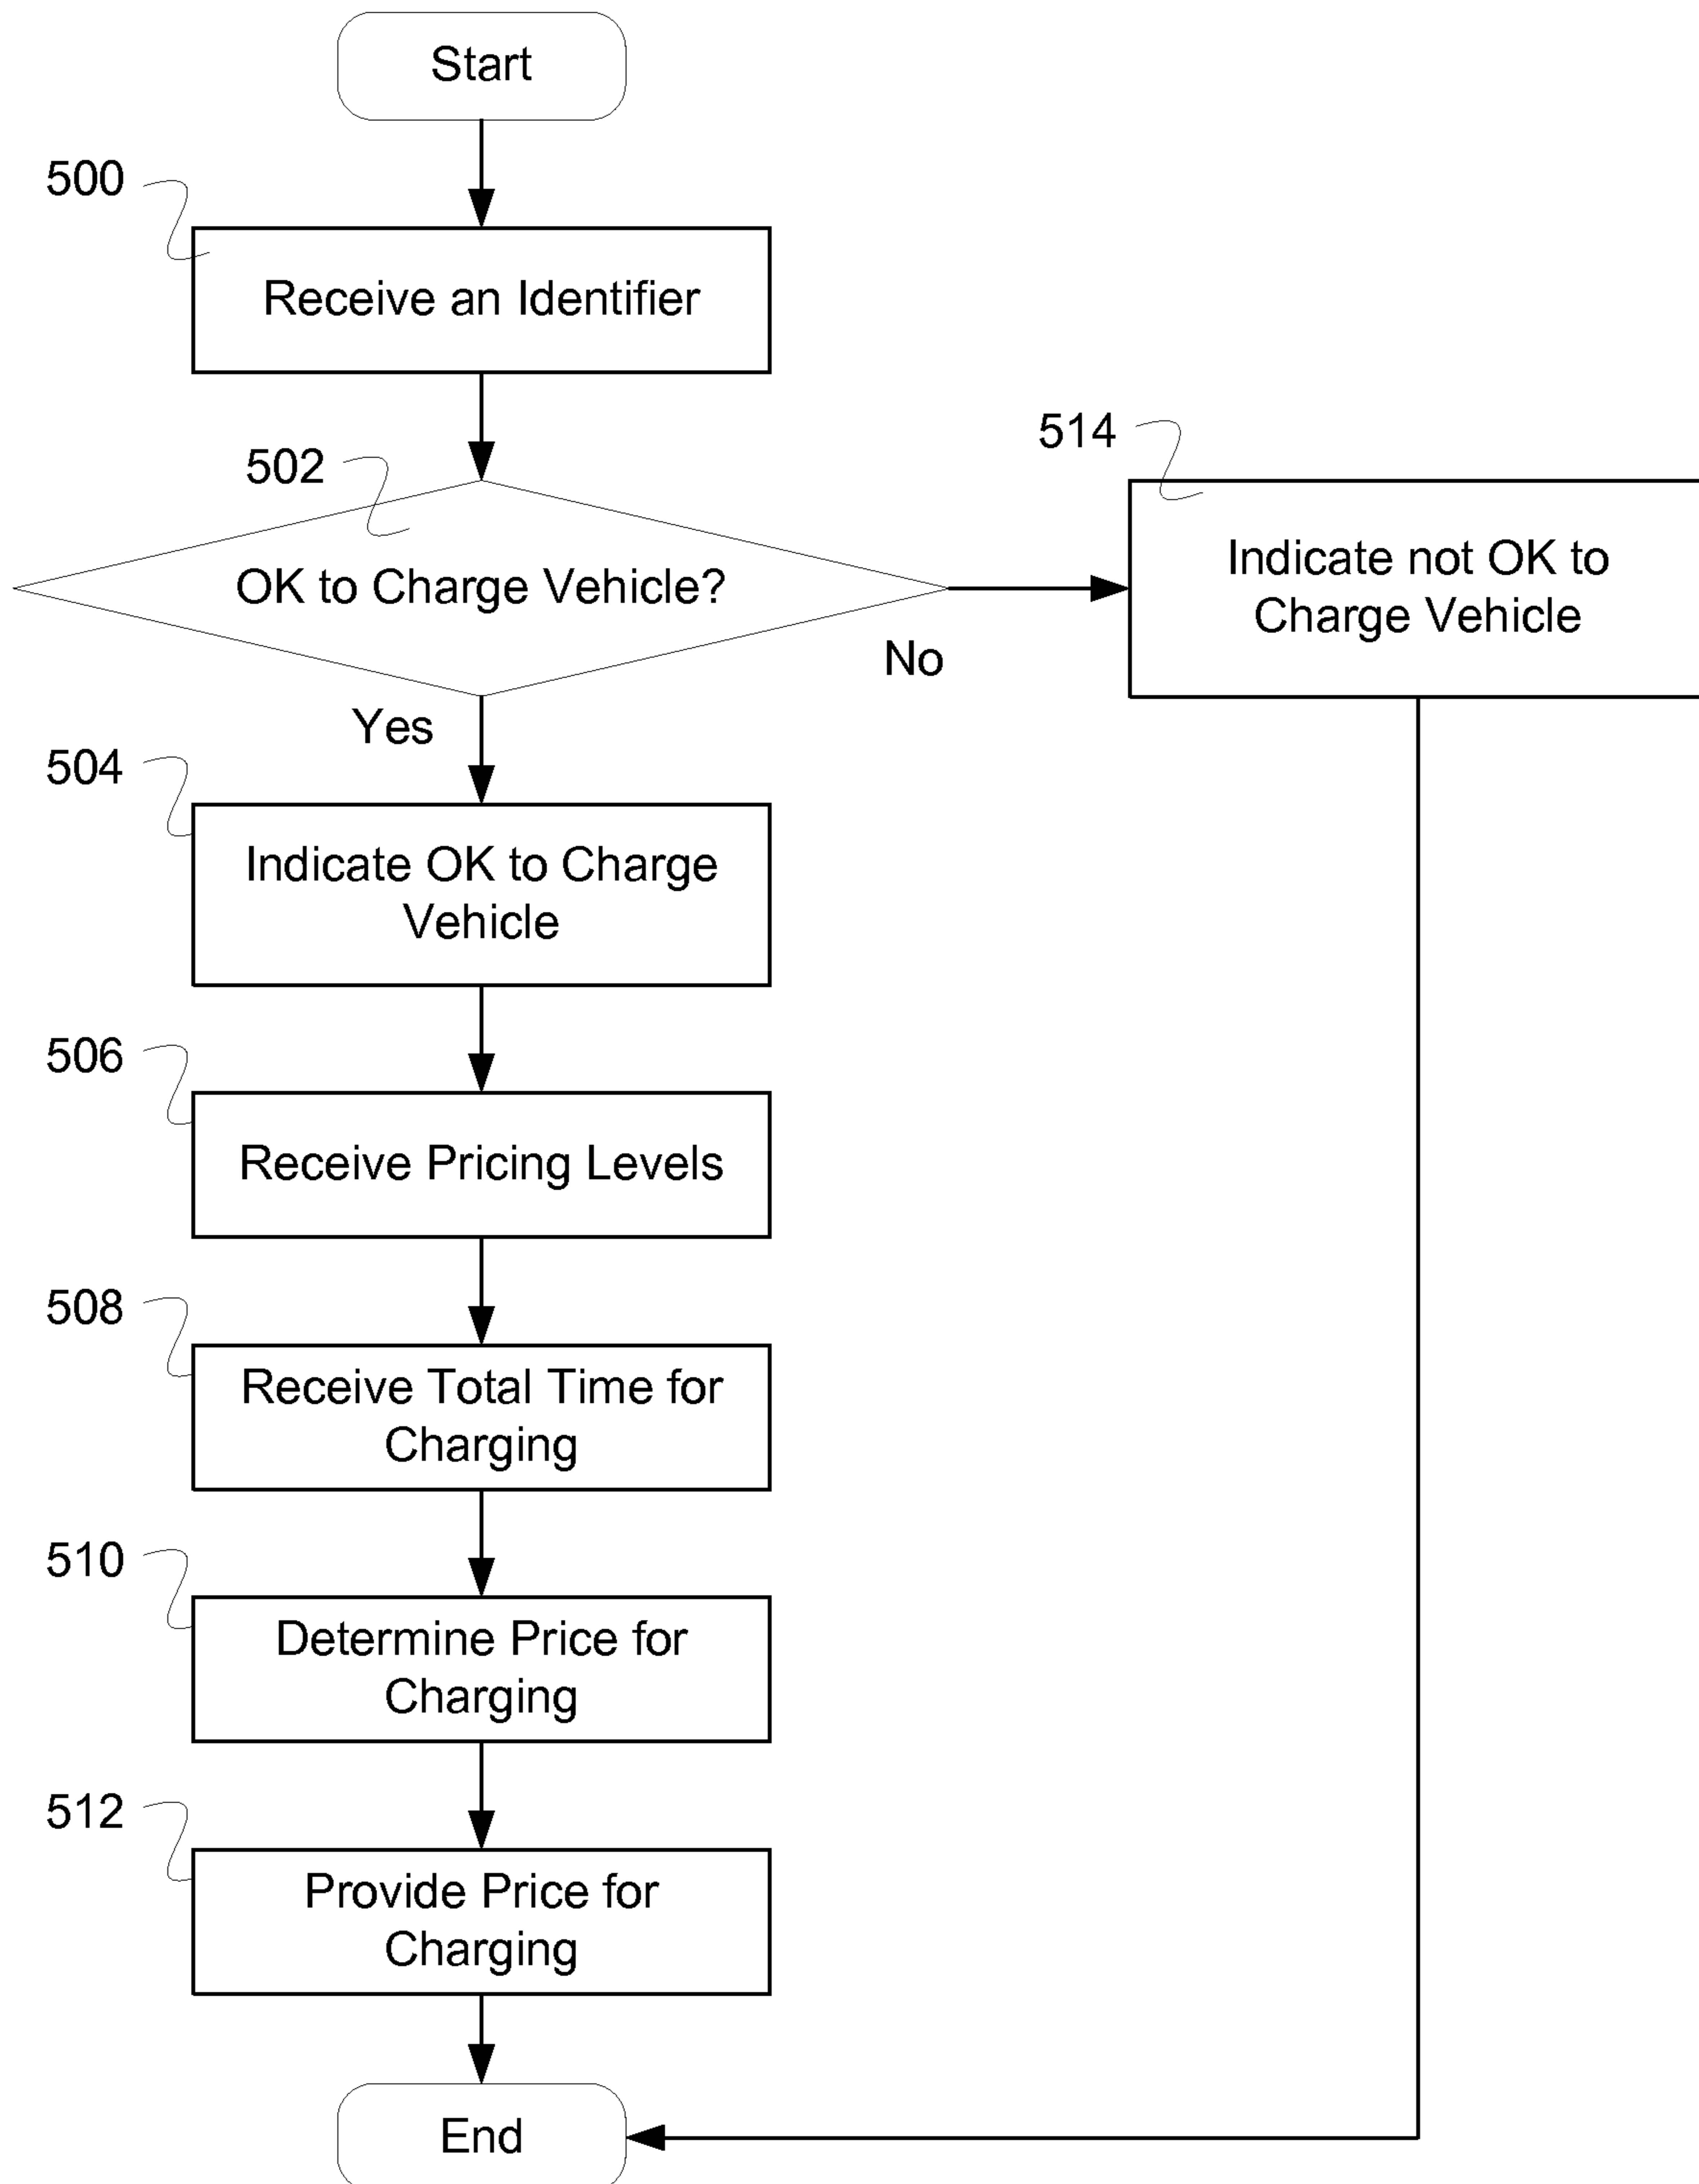 Start
500
Receive an Identifier
502
OK to Charge Vehicle?
No
514
Indicate not OK to
Charge Vehicle
Yes
504
Indicate OK to Charge
Vehicle
506
Receive Pricing Levels
508
Receive Total Time for
Charging
510
Determine Price for
Charging
512
Provide Price for
Charging
End